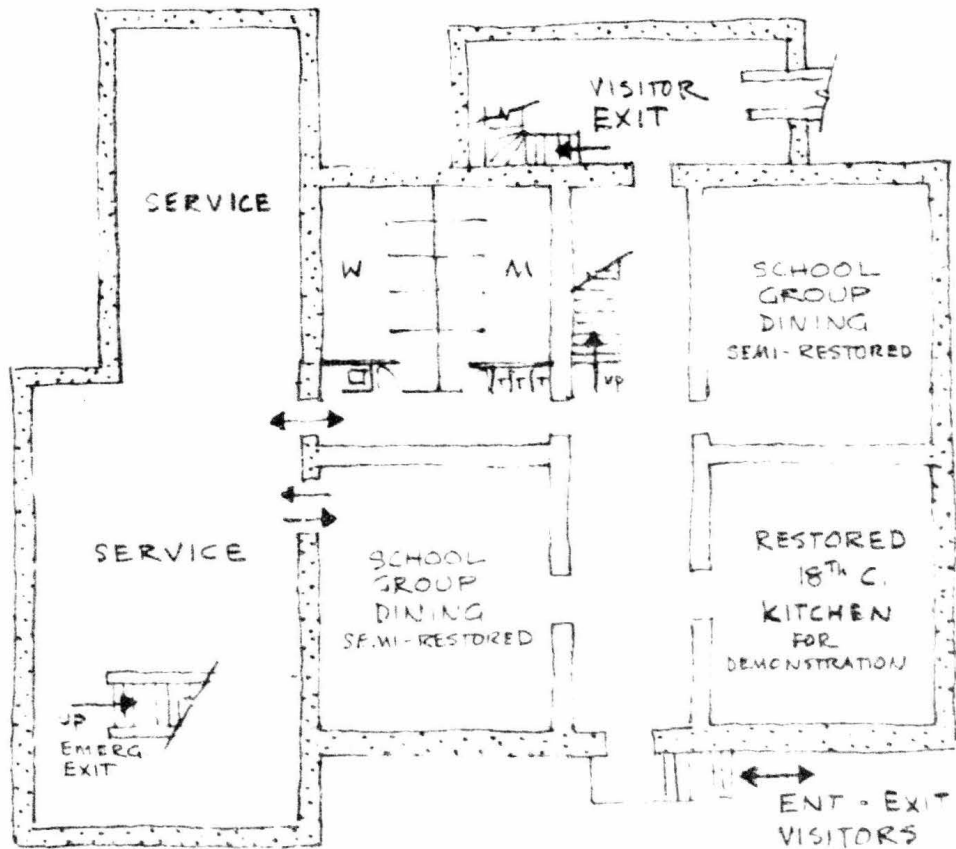 VISITOR
EXIT
SERVICE
W
M
UP
SCHOOL
GROUP
DINING
SEMI-RESTORED
SERVICE
SCHOOL
GROUP
DINING
SEMI-RESTORED
RESTORED
18TH C.
KITCHEN
FOR
DEMONSTRATION
UP
EMERG
EXIT
ENT - EXIT
VISITORS